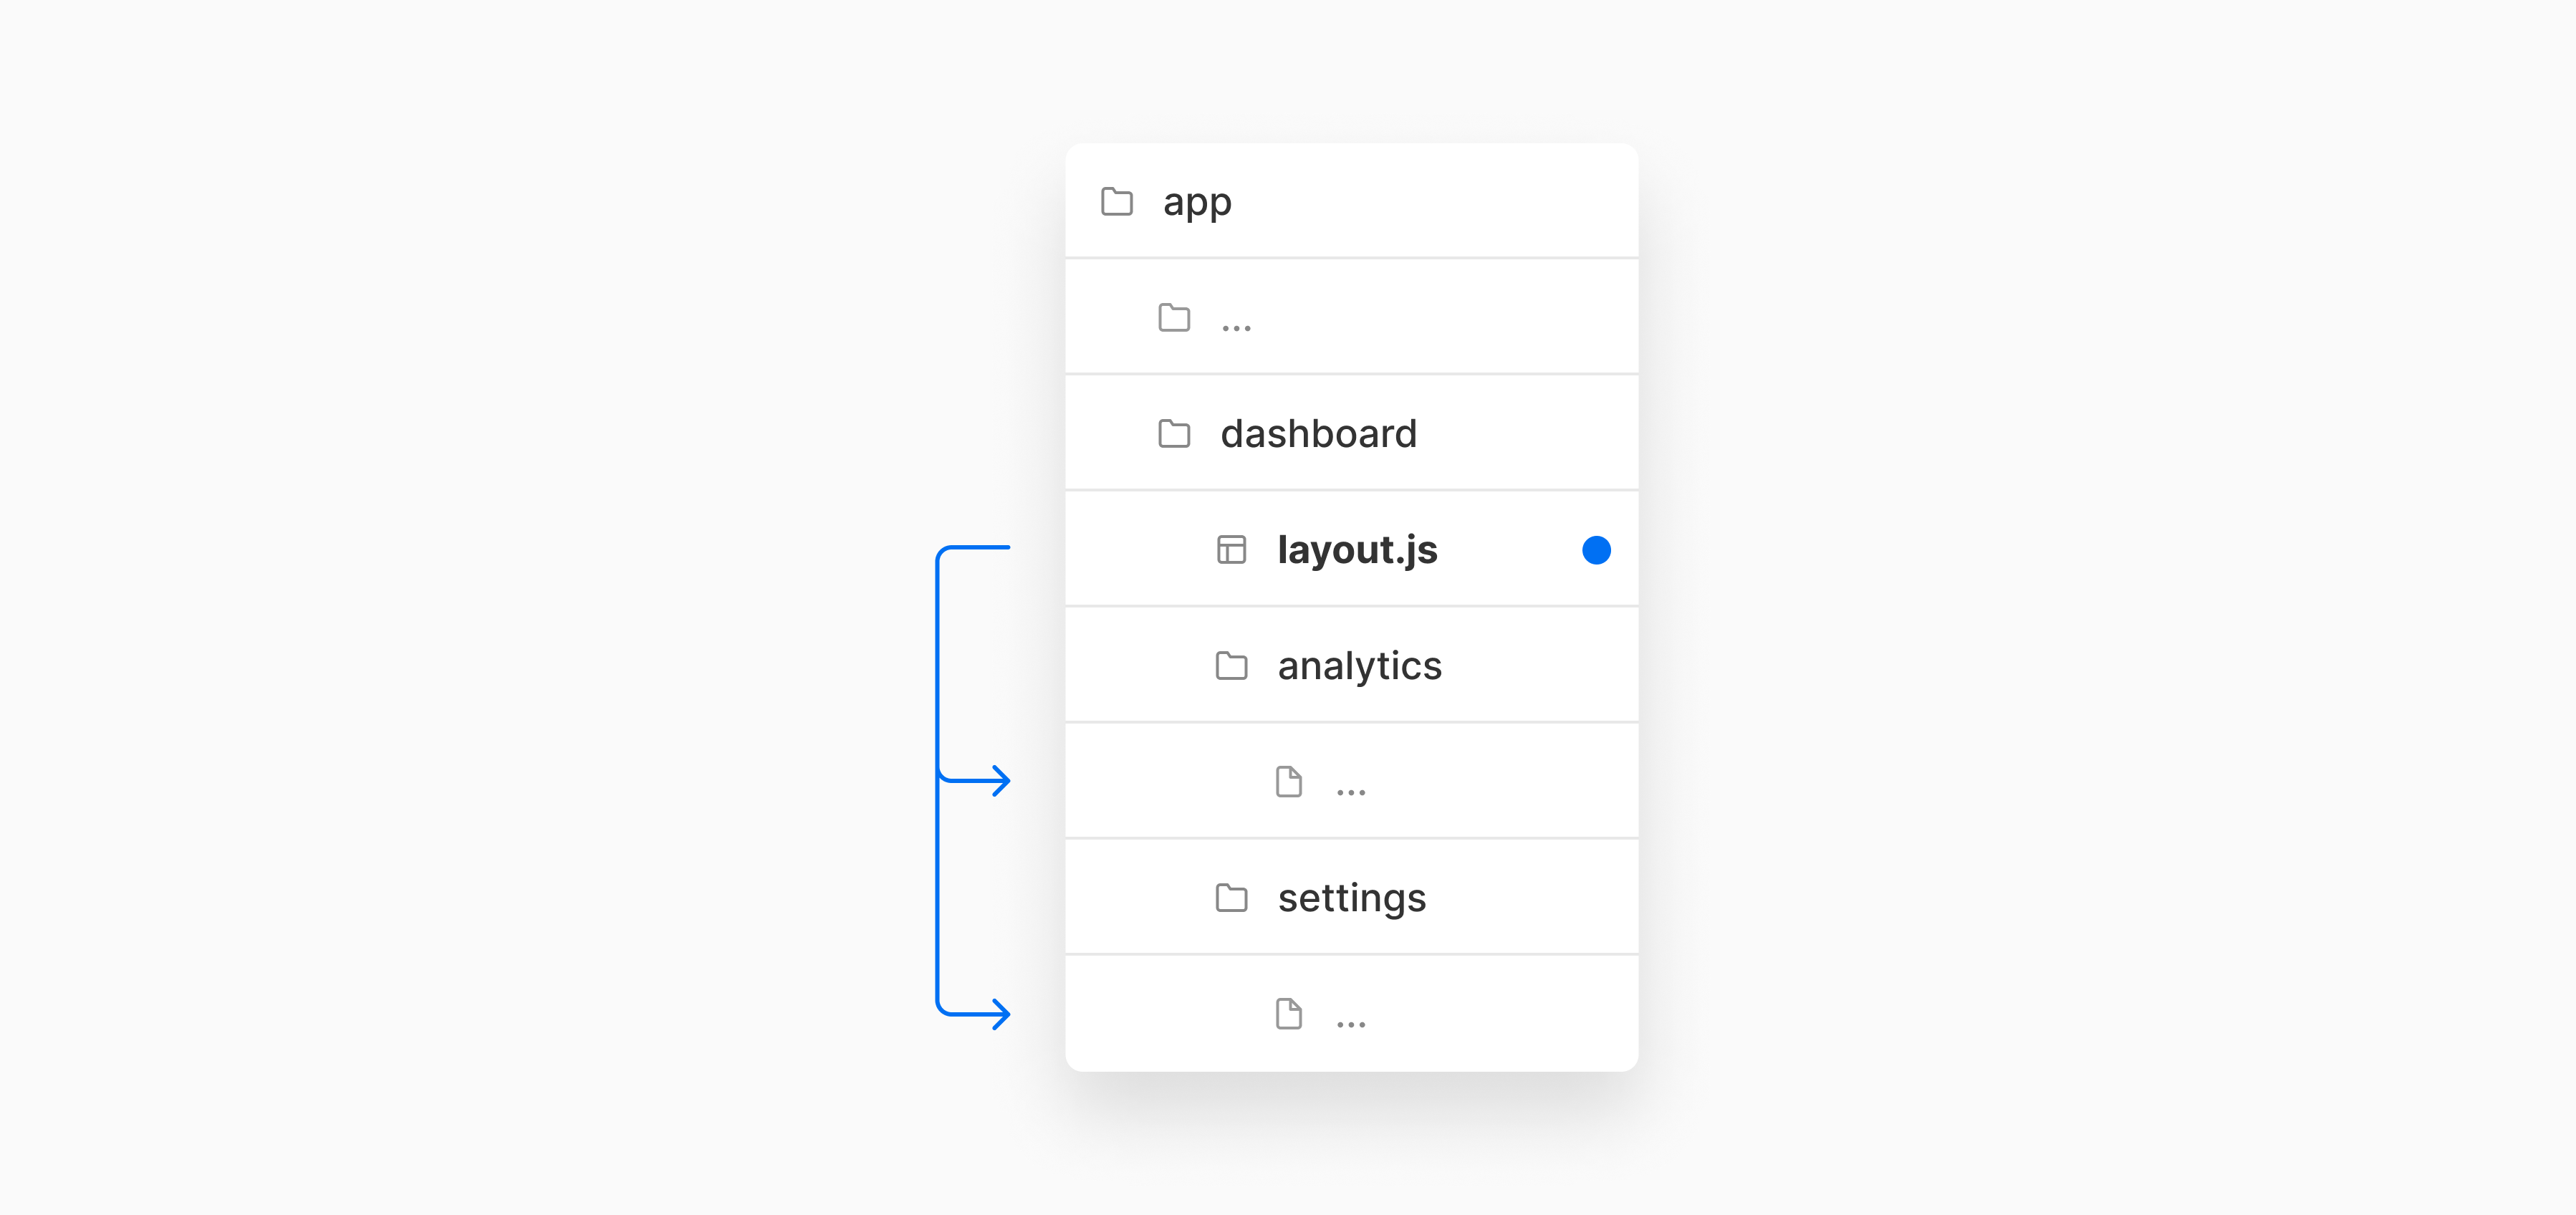 app
...
dashboard
layout.js
analytics
...
settings
...